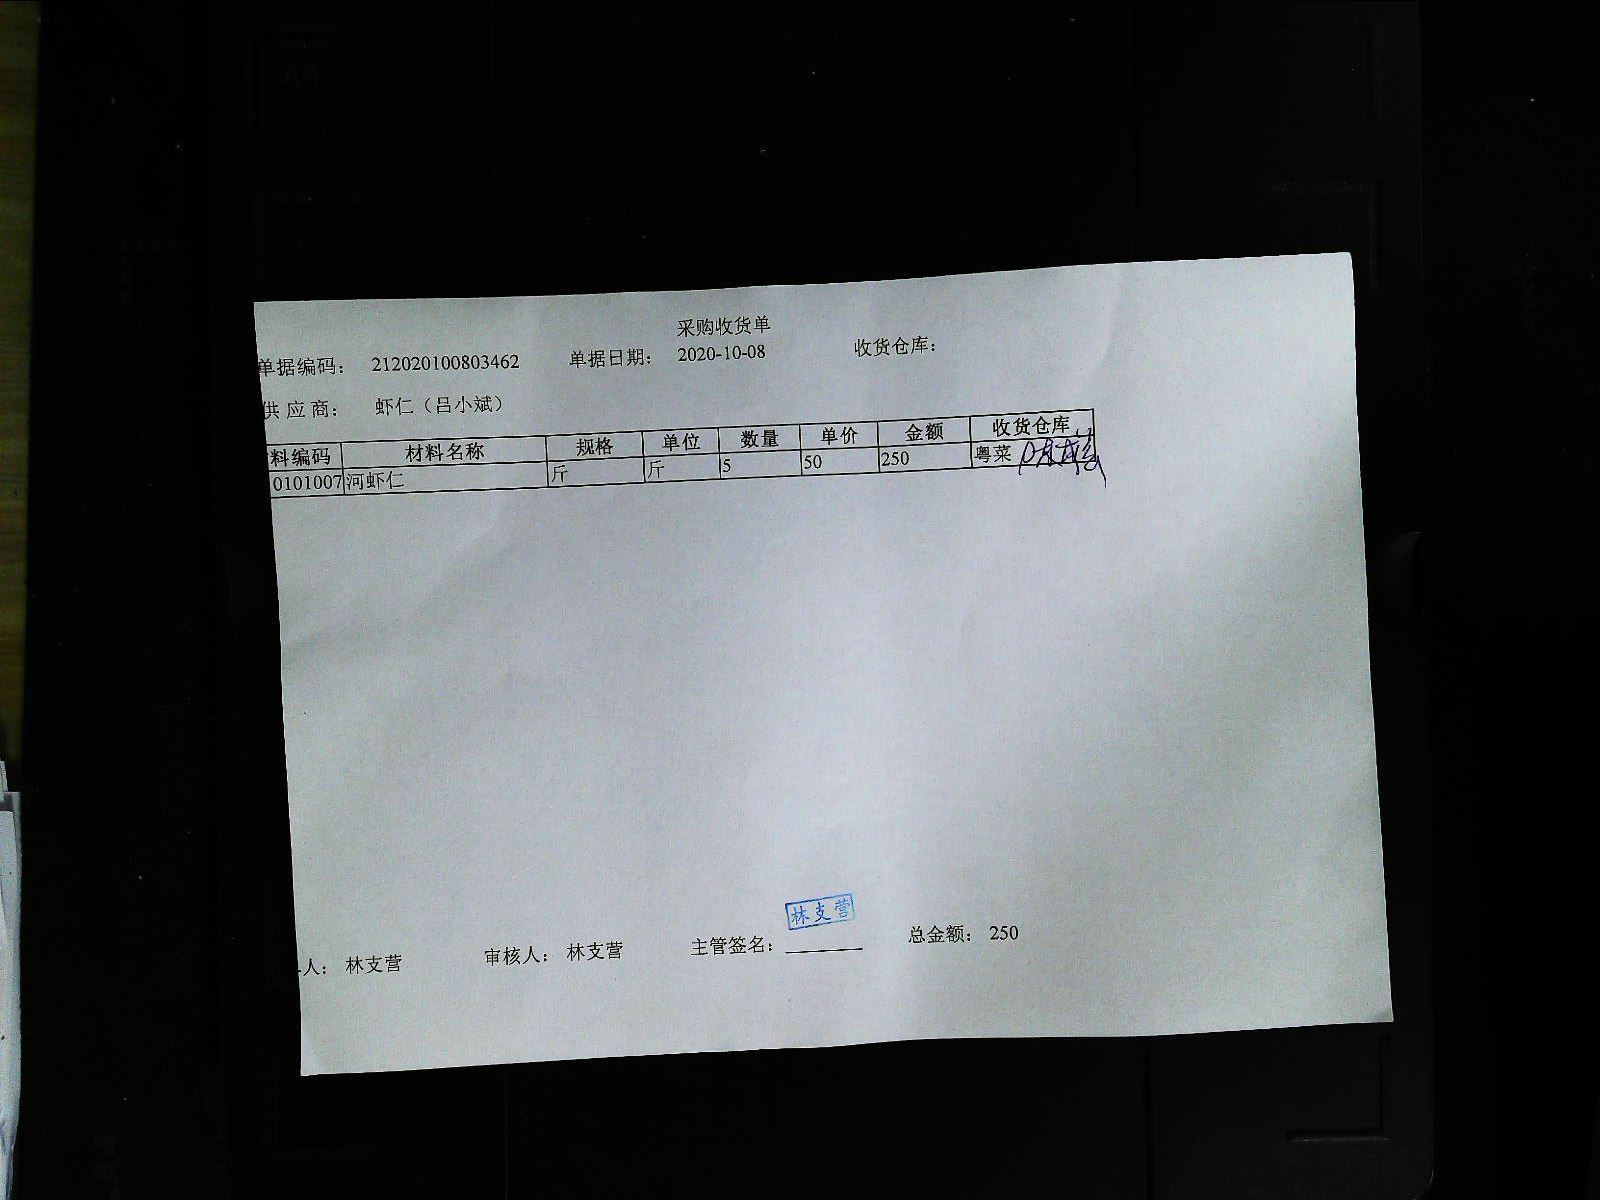 采购收货单
单据编码： 212020100803462 单据日期： 2020-10-08 收货仓库：
供 应 商： 虾仁（吕小斌）
料编码 材料名称 规格 单位 数量 单价 金额 收货仓库
0101007 河虾仁 斤 斤 5 50 250 粤菜
林支营
人： 林支营 审核人： 林支营 主管签名： 总金额： 250